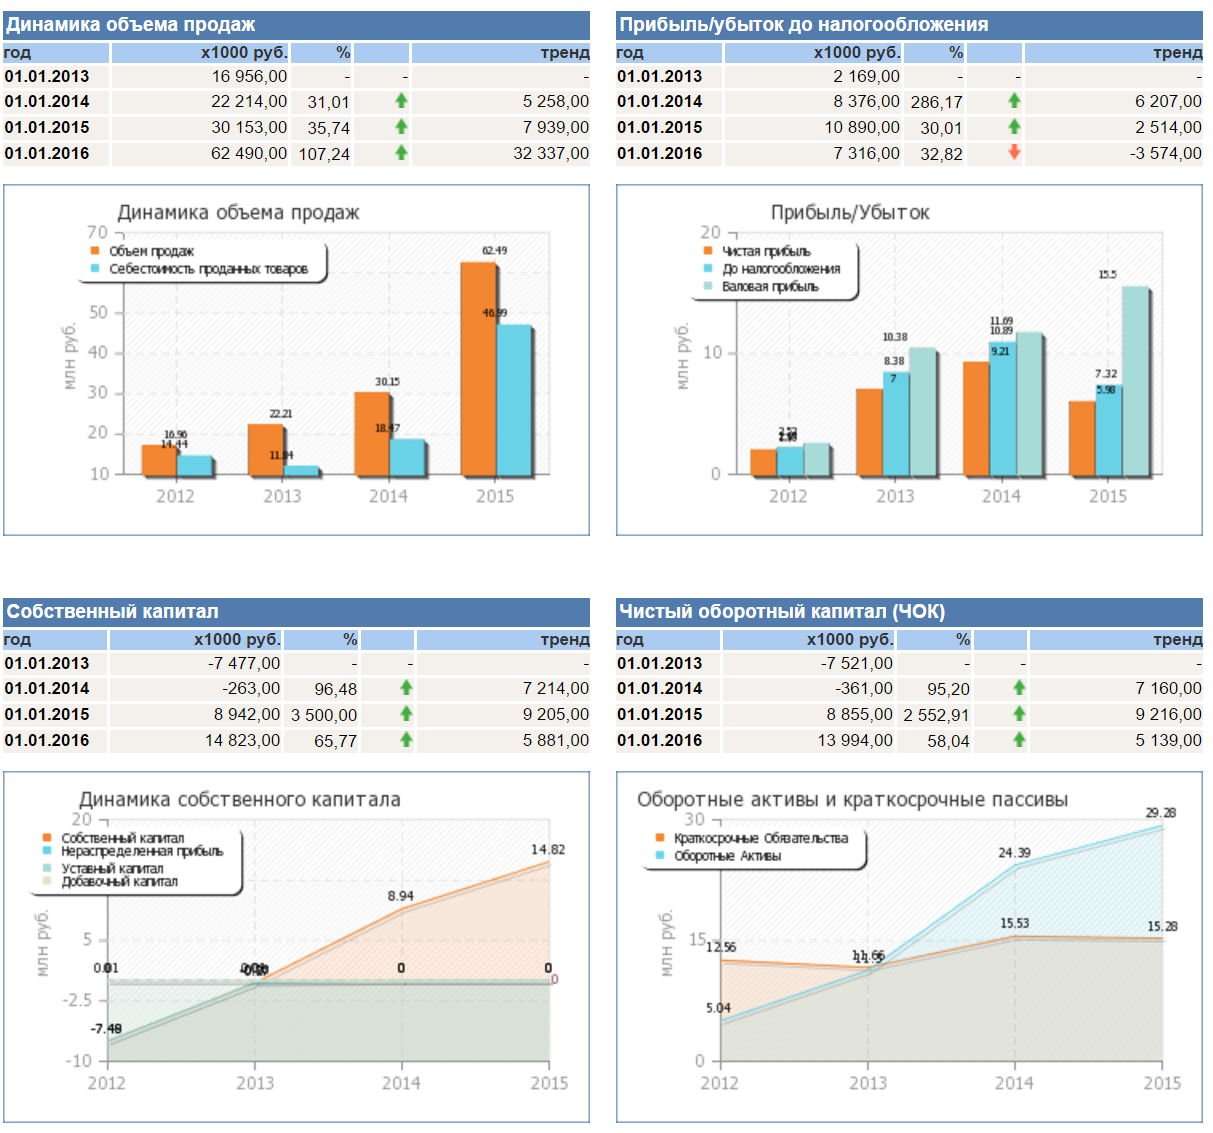 Динамика объема продаж
год x1000 руб. % тренд
01.01.2013 16 956,00 - - -
01.01.2014 22 214,00 31,01 5 258,00
01.01.2015 30 153,00 35,74 7 939,00
01.01.2016 62 490,00 107,24 32 337,00
Прибыль/убыток до налогообложения
год x1000 руб. % тренд
01.01.2013 2 169,00 - - -
01.01.2014 8 376,00 286,17 6 207,00
01.01.2015 10 890,00 30,01 2 514,00
01.01.2016 7 316,00 32,82 -3 574,00
Динамика объема продаж
Объем продаж
Себестоимость проданных товаров
млн руб.
70
50
40
30
20
10
16.96
14.44
22.21
11.84
30.15
18.47
62.49
46.99
2012 2013 2014 2015
Прибыль/Убыток
Чистая прибыль
До налогообложения
Валовая прибыль
млн руб.
20
10
0
2.52
10.38
8.38
7
11.69
10.89
9.21
15.5
7.32
5.98
2012 2013 2014 2015
Собственный капитал
год x1000 руб. % тренд
01.01.2013 -7 477,00 - - -
01.01.2014 -263,00 96,48 7 214,00
01.01.2015 8 942,00 3 500,00 9 205,00
01.01.2016 14 823,00 65,77 5 881,00
Чистый оборотный капитал (ЧОК)
год x1000 руб. % тренд
01.01.2013 -7 521,00 - - -
01.01.2014 -361,00 95,20 7 160,00
01.01.2015 8 855,00 2 552,91 9 216,00
01.01.2016 13 994,00 58,04 5 139,00
Динамика собственного капитала
Собственный капитал
Нераспределенная прибыль
Уставный капитал
Добавочный капитал
млн руб.
20
5
-2.5
-10
8.94
14.82
0
0
0
2012 2013 2014 2015
Оборотные активы и краткосрочные пассивы
Краткосрочные Обязательства
Оборотные Активы
млн руб.
30
15
0
12.56
5.04
11.66
24.39
15.53
29.28
15.28
2012 2013 2014 2015